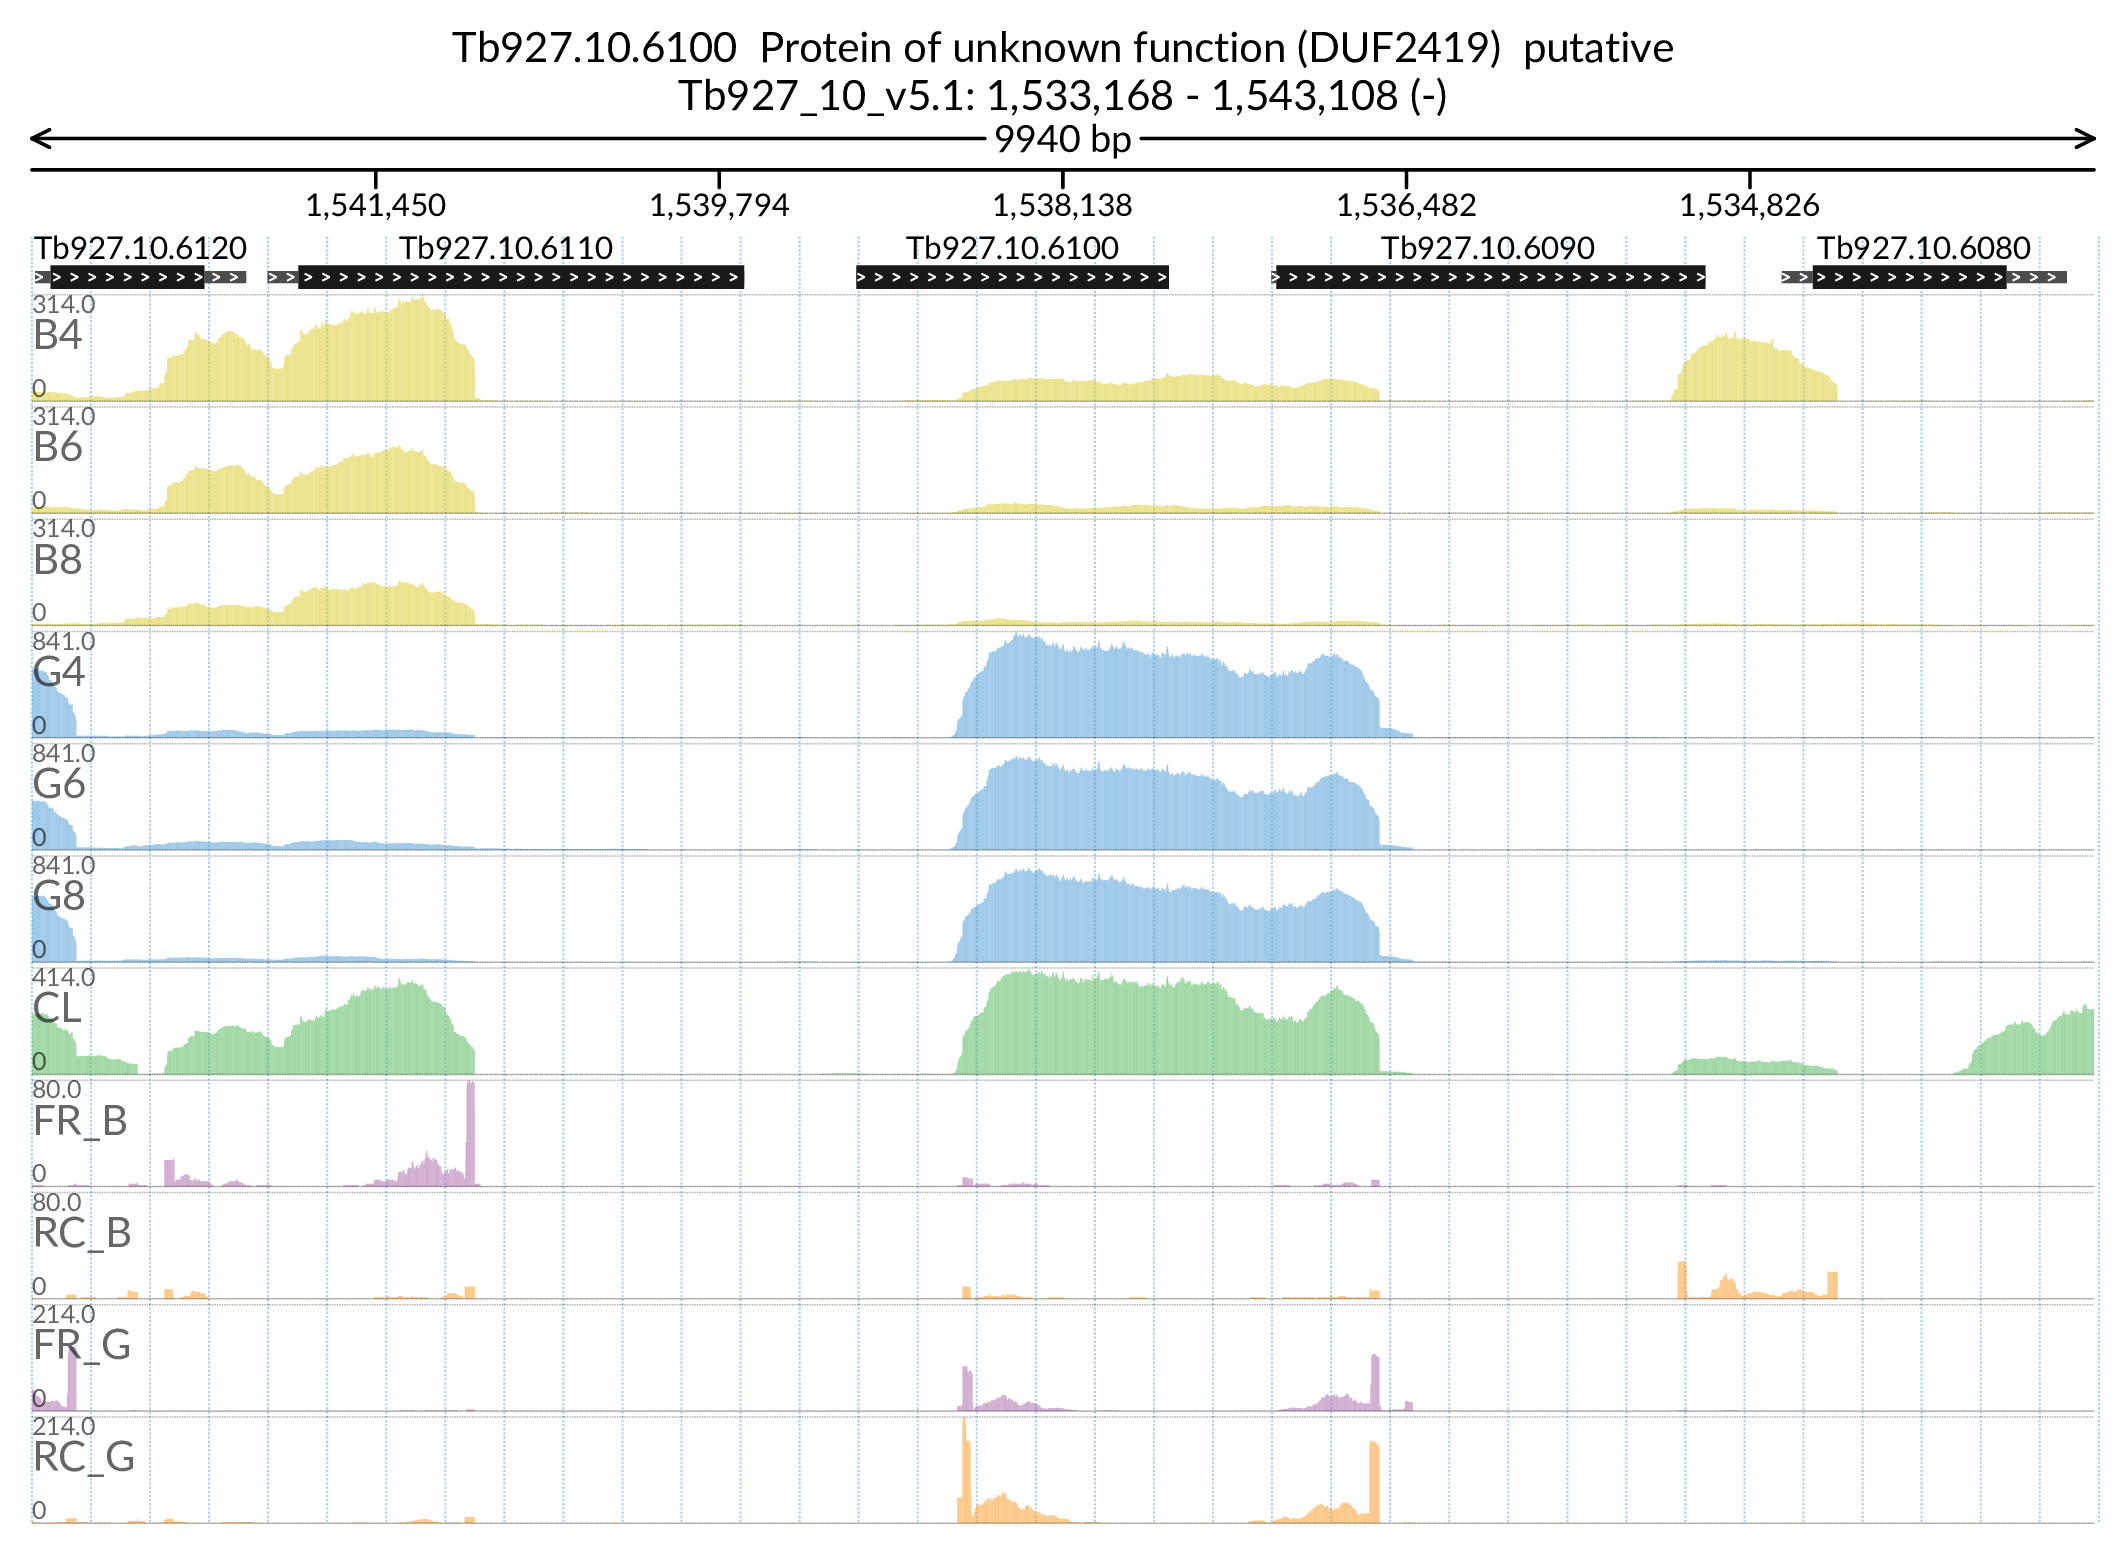 Tb927.10.6100  Protein of unknown function (DUF2419)  putative
Tb927_10_v5.1: 1,533,168 - 1,543,108 (-)
9940 bp
1,541,450 1,539,794 1,538,138 1,536,482 1,534,826
Tb927.10.6120 Tb927.10.6110 Tb927.10.6100 Tb927.10.6090 Tb927.10.6080
314.0
B4
0
314.0
B6
0
314.0
B8
0
841.0
G4
0
841.0
G6
0
841.0
G8
0
414.0
CL
0
80.0
FR_B
0
80.0
RC_B
0
214.0
FR_G
0
214.0
RC_G
0